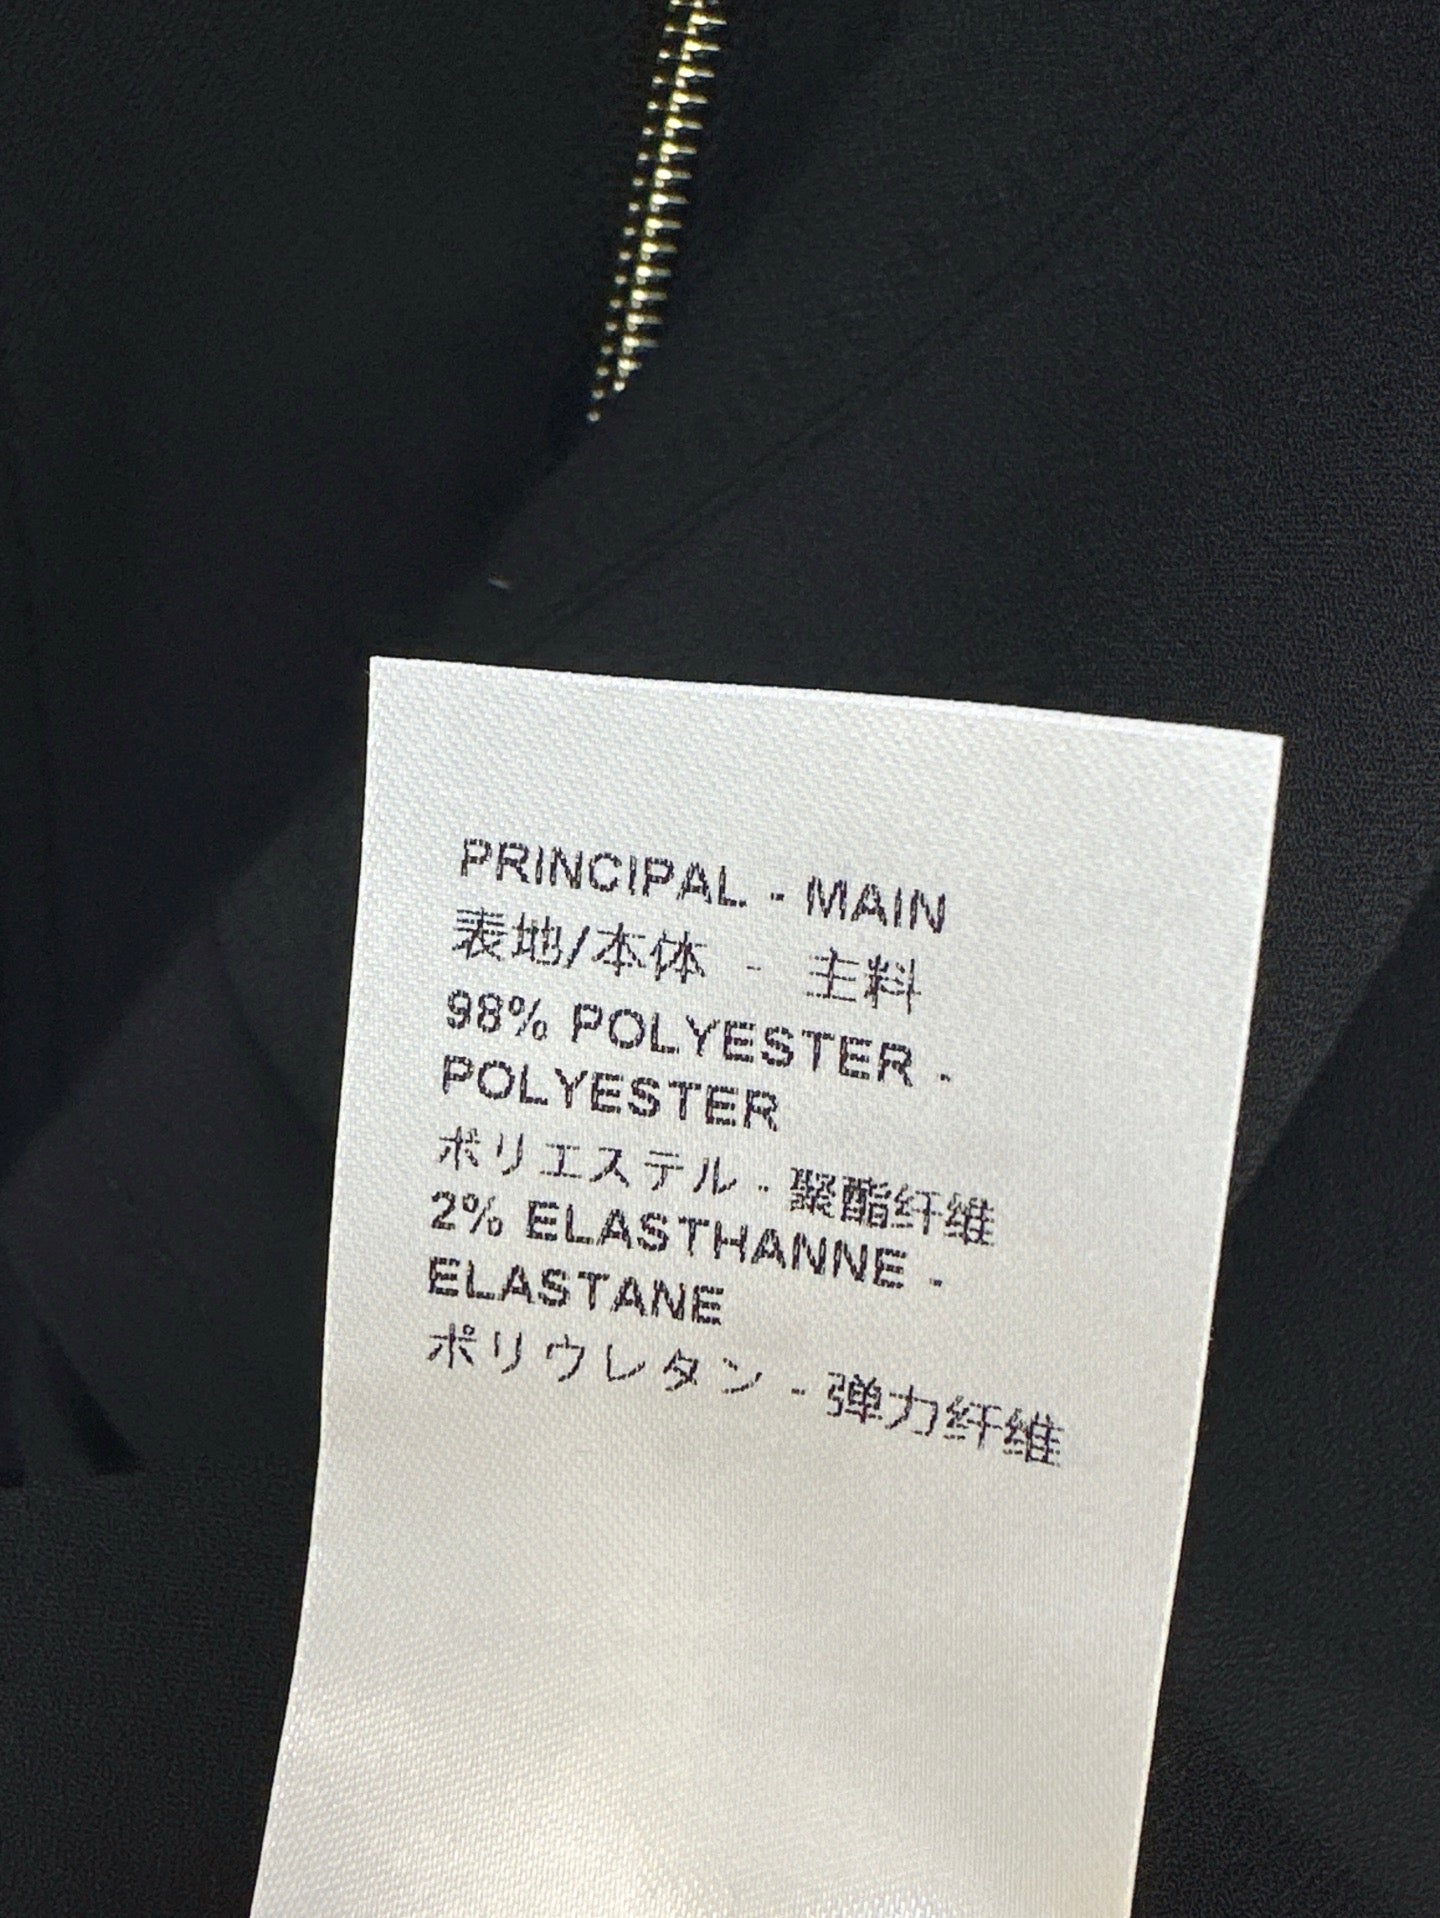 PRINCIPAL - MAIN
表地/本体 - 主料
98% POLYESTER -
POLYESTER
ポリエステル - 聚酯纤维
2% ELASTHANNE -
ELASTANE
ポリウレタン - 弹力纤维